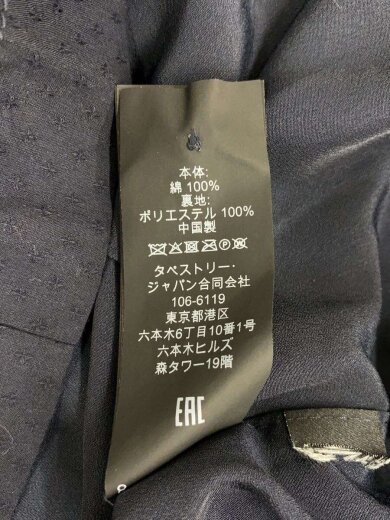 本体:
綿 100%
裏地:
ポリエステル 100%
中国製
タペストリー・
ジャパン合同会社
106-6119
東京都港区
六本木6丁目10番1号
六本木ヒルズ
森タワー19階
EAC